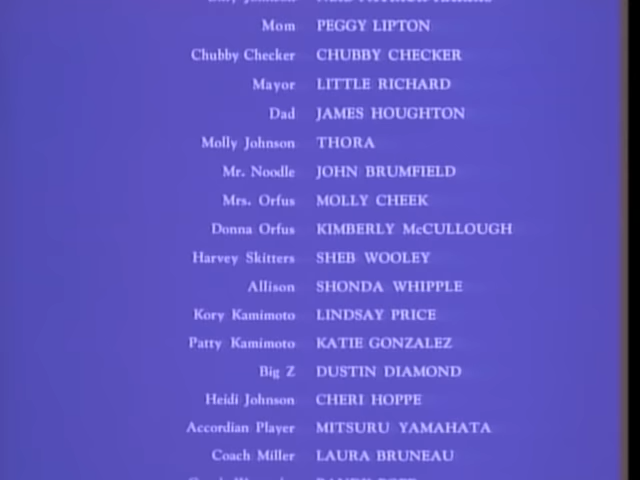 Mom PEGGY LIPTON
Chubby Checker CHUBBY CHECKER
Mayor LITTLE RICHARD
Dad JAMES HOUGHTON
Molly Johnson THORA
Mr. Noodle JOHN BRUMFIELD
Mrs. Orfus MOLLY CHEEK
Donna Orfus KIMBERLY McCULLOUGH
Harvey Skitters SHEB WOOLEY
Allison SHONDA WHIPPLE
Kory Kamimoto LINDSAY PRICE
Patty Kamimoto KATIE GONZALEZ
Big Z DUSTIN DIAMOND
Heidi Johnson CHERI HOPPE
Accordian Player MITSURU YAMAHATA
Coach Miller LAURA BRUNEAU